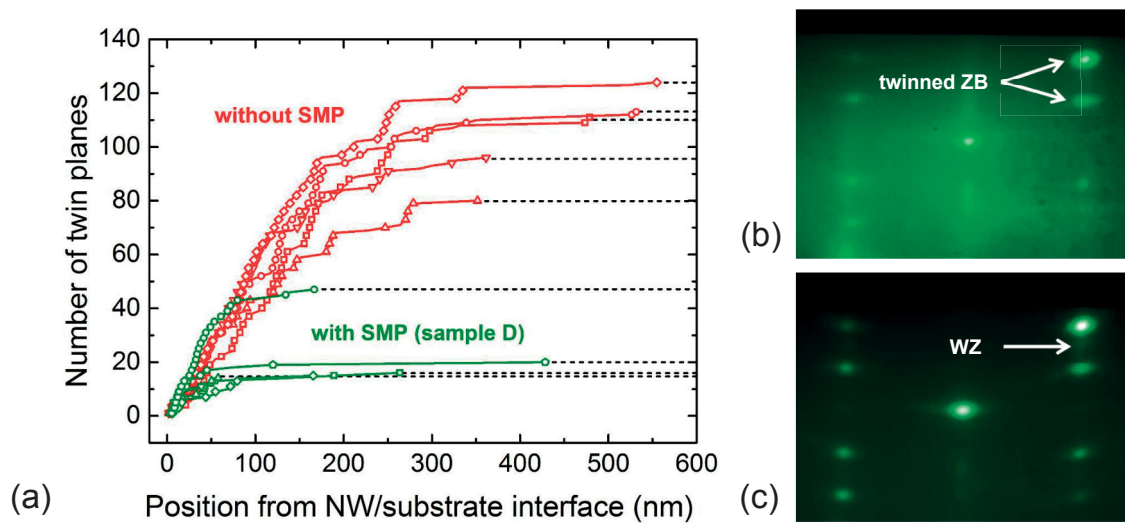 140
120
100
80
60
40
20
0
Number of twin planes
without SMP
with SMP (sample D)
0 100 200 300 400 500 600
Position from NW/substrate interface (nm)
(a)
twinned ZB
(b)
WZ
(c)